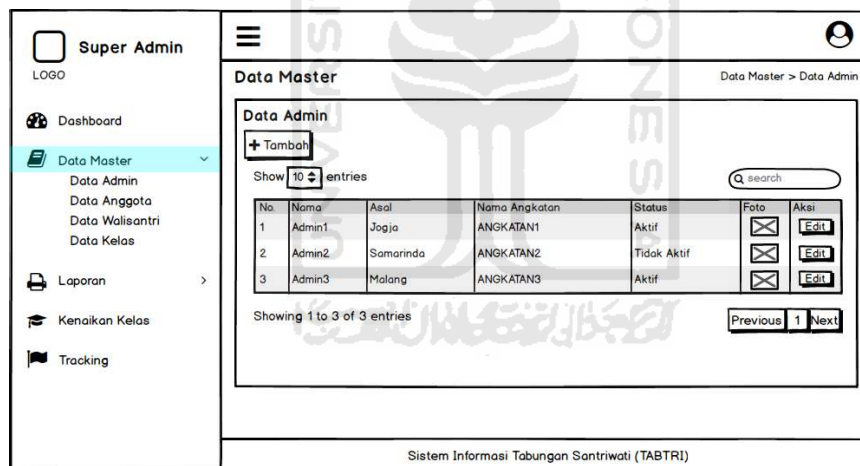 Super Admin
LOGO
Dashboard
Data Master
Data Admin
Data Anggota
Data Walisantri
Data Kelas
Laporan
Kenaikan Kelas
Tracking
Data Master
Data Master > Data Admin
Data Admin
+ Tambah
Show 10 entries
search
No. Nama Asal Nama Angkatan Status Foto Aksi
1 Admin1 Jogja ANGKATAN1 Aktif Edit
2 Admin2 Samarinda ANGKATAN2 Tidak Aktif Edit
3 Admin3 Malang ANGKATAN3 Aktif Edit
Showing 1 to 3 of 3 entries
Previous 1 Next
Sistem Informasi Tabungan Santriwati (TABTRI)